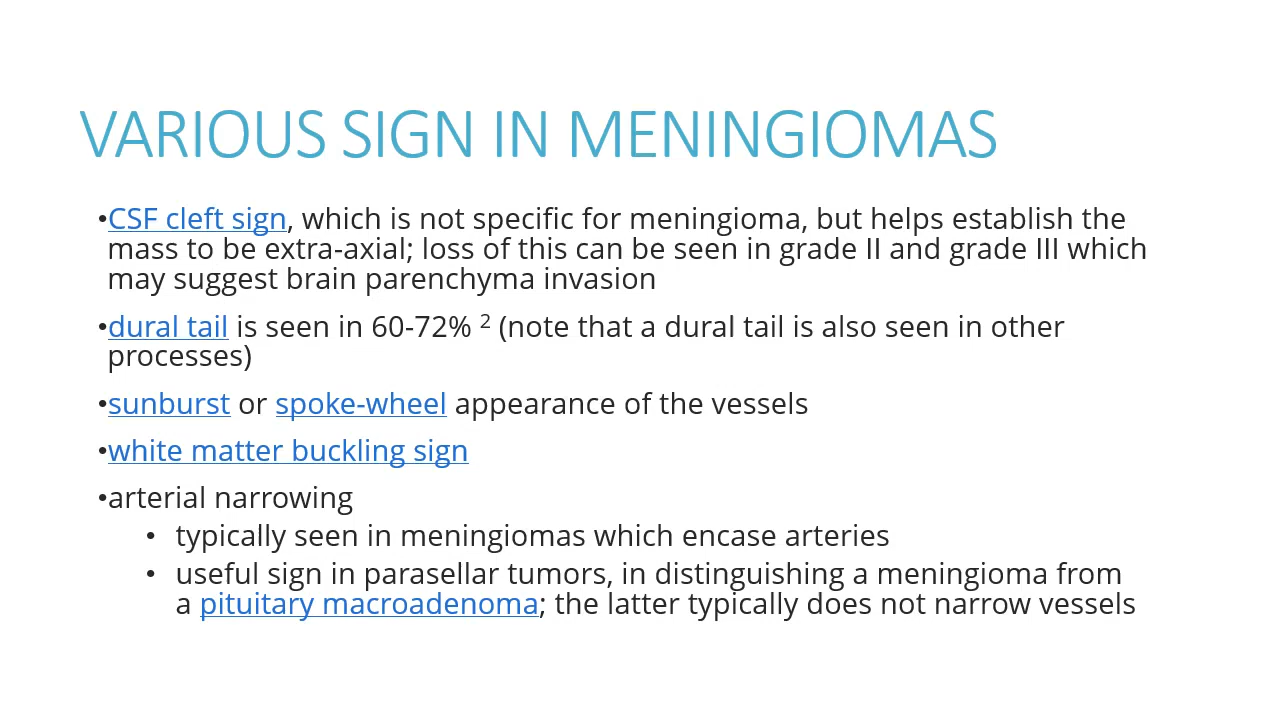 VARIOUS SIGN IN MENINGIOMAS
•CSF cleft sign, which is not specific for meningioma, but helps establish the
mass to be extra-axial; loss of this can be seen in grade II and grade III which
may suggest brain parenchyma invasion
•dural tail is seen in 60-72% 2 (note that a dural tail is also seen in other
processes)
•sunburst or spoke-wheel appearance of the vessels
•white matter buckling sign
•arterial narrowing
• typically seen in meningiomas which encase arteries
• useful sign in parasellar tumors, in distinguishing a meningioma from
a pituitary macroadenoma; the latter typically does not narrow vessels